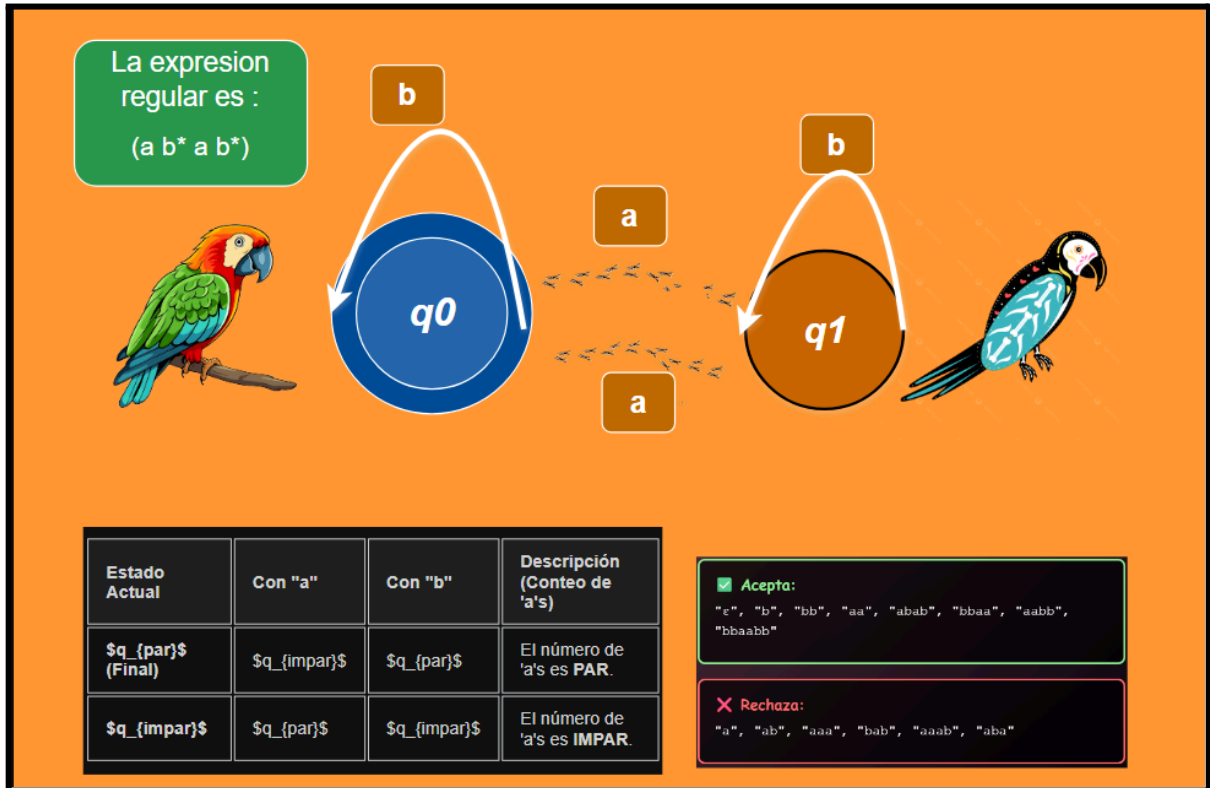 La expresion
regular es :
(a b* a b*)
b
b
a
q0
q1
a
Estado
Actual
Con "a"
Con "b"
Descripción
(Conteo de
'a's)
$q_{par}$
(Final)
$q_{impar}$
$q_{par}$
El número de
'a's es PAR.
$q_{impar}$
$q_{par}$
$q_{impar}$
El número de
'a's es IMPAR.
✅ Acepta:
"ε", "b", "bb", "aa", "abab", "bbaa", "aabb",
"bbaabb"
❌ Rechaza:
"a", "ab", "aaa", "bab", "aaab", "aba"